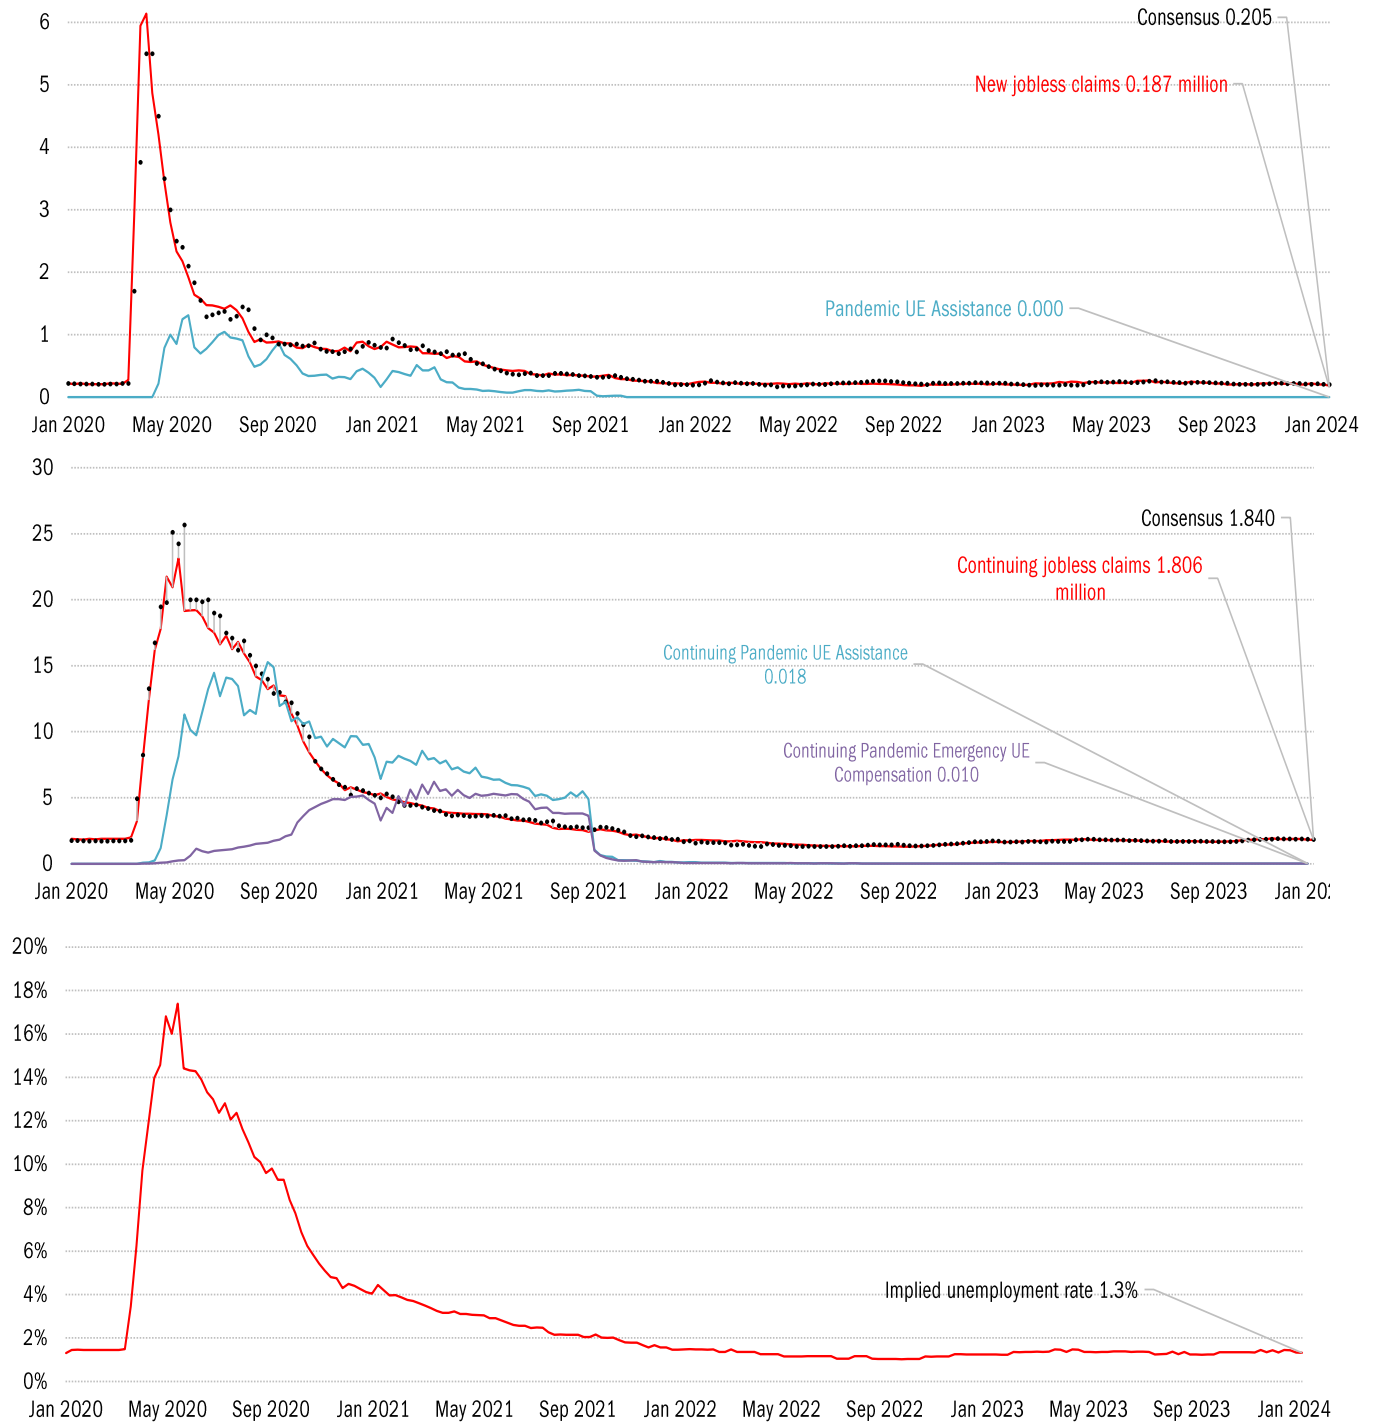 6
Consensus 0.205
5
New jobless claims 0.187 million
4
3
2
Pandemic UE Assistance 0.000
1
0
Jan 2020 May 2020 Sep 2020 Jan 2021 May 2021 Sep 2021 Jan 2022 May 2022 Sep 2022 Jan 2023 May 2023 Sep 2023 Jan 2024
30
25
Consensus 1.840
Continuing jobless claims 1.806
million
20
Continuing Pandemic UE Assistance
0.018
15
10
Continuing Pandemic Emergency UE
Compensation 0.010
5
0
Jan 2020 May 2020 Sep 2020 Jan 2021 May 2021 Sep 2021 Jan 2022 May 2022 Sep 2022 Jan 2023 May 2023 Sep 2023 Jan
20%
18%
16%
14%
12%
10%
8%
6%
4%
Implied unemployment rate 1.3%
2%
0%
Jan 2020 May 2020 Sep 2020 Jan 2021 May 2021 Sep 2021 Jan 2022 May 2022 Sep 2022 Jan 2023 May 2023 Sep 2023 Jan 2024